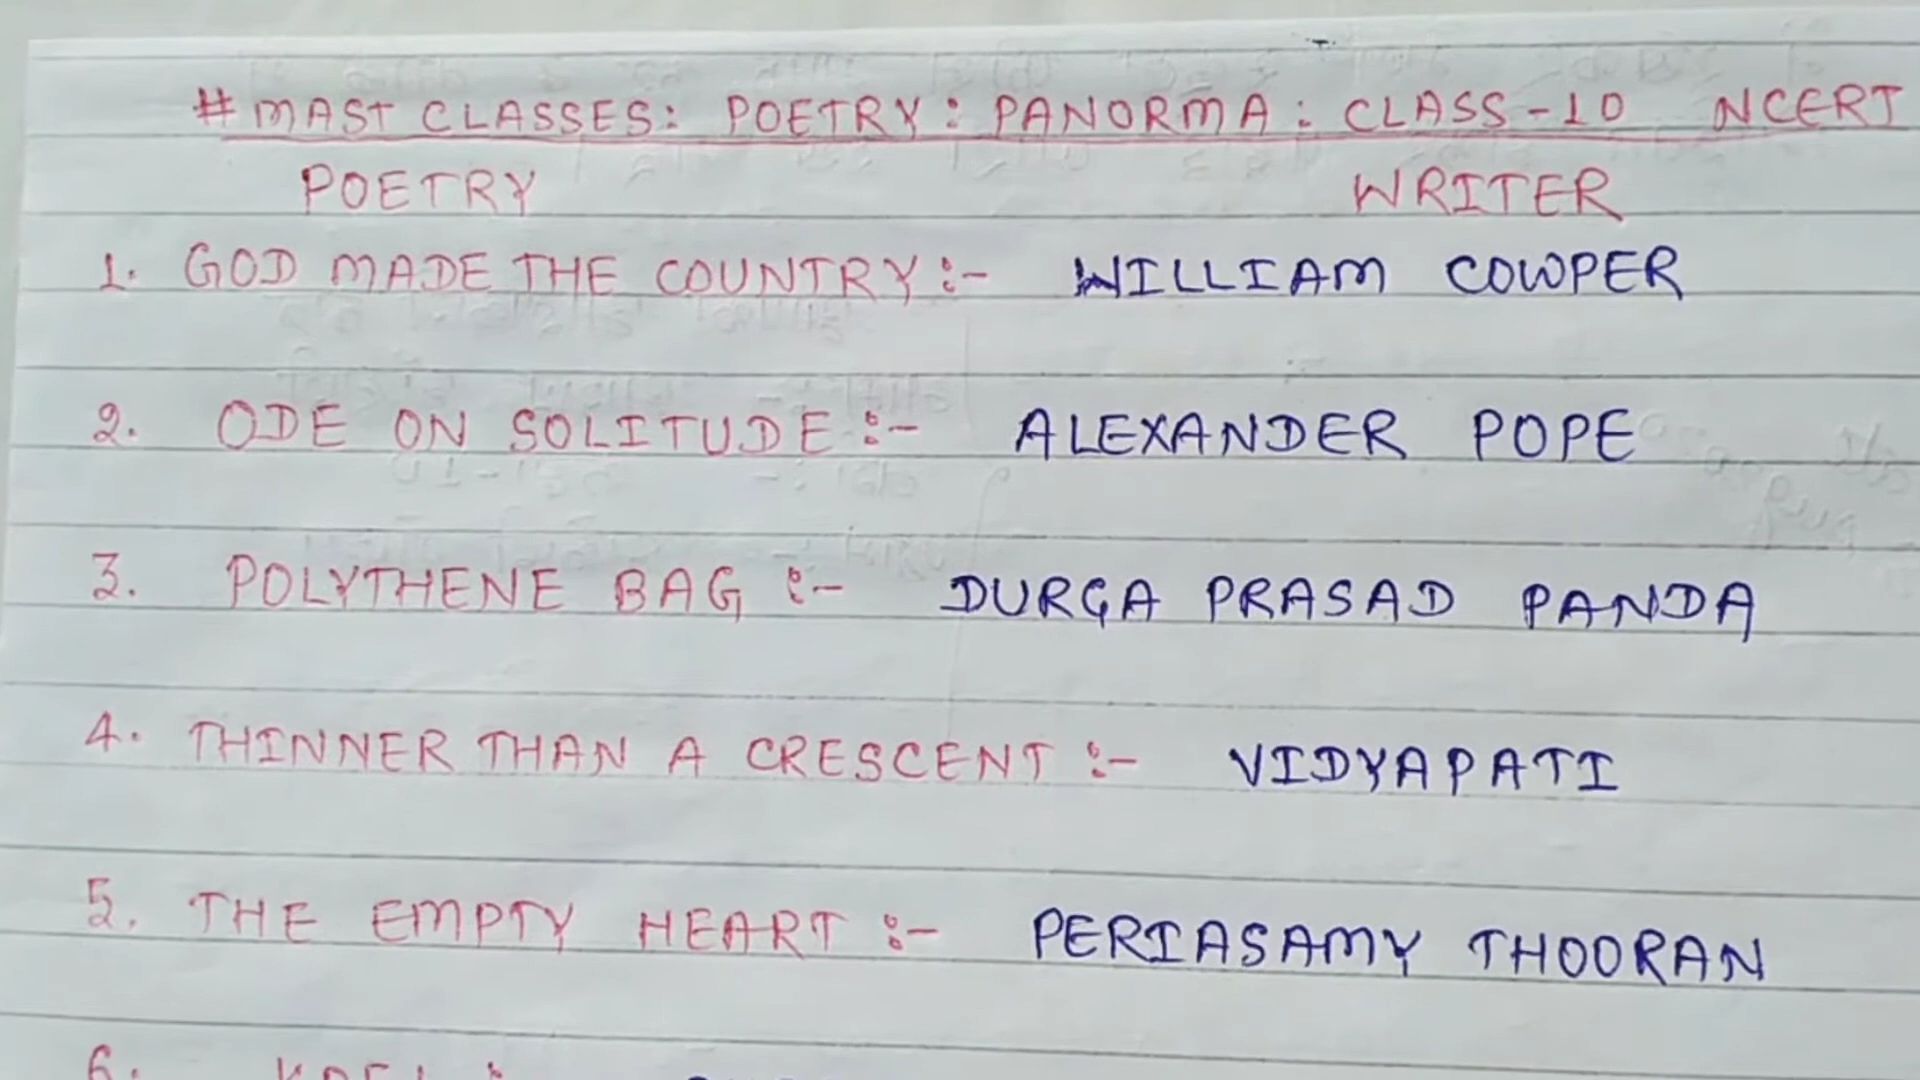 # MAST CLASSES: POETRY: PANORMA: CLASS-10 NCERT
POETRY WRITER
1. GOD MADE THE COUNTRY:- WILLIAM COWPER
2. ODE ON SOLITUDE:- ALEXANDER POPE
3. POLYTHENE BAG :- DURGA PRASAD PANDA
4. THINNER THAN A CRESCENT :- VIDYAPATI
5. THE EMPTY HEART :- PERIASAMY THOORAN
6.